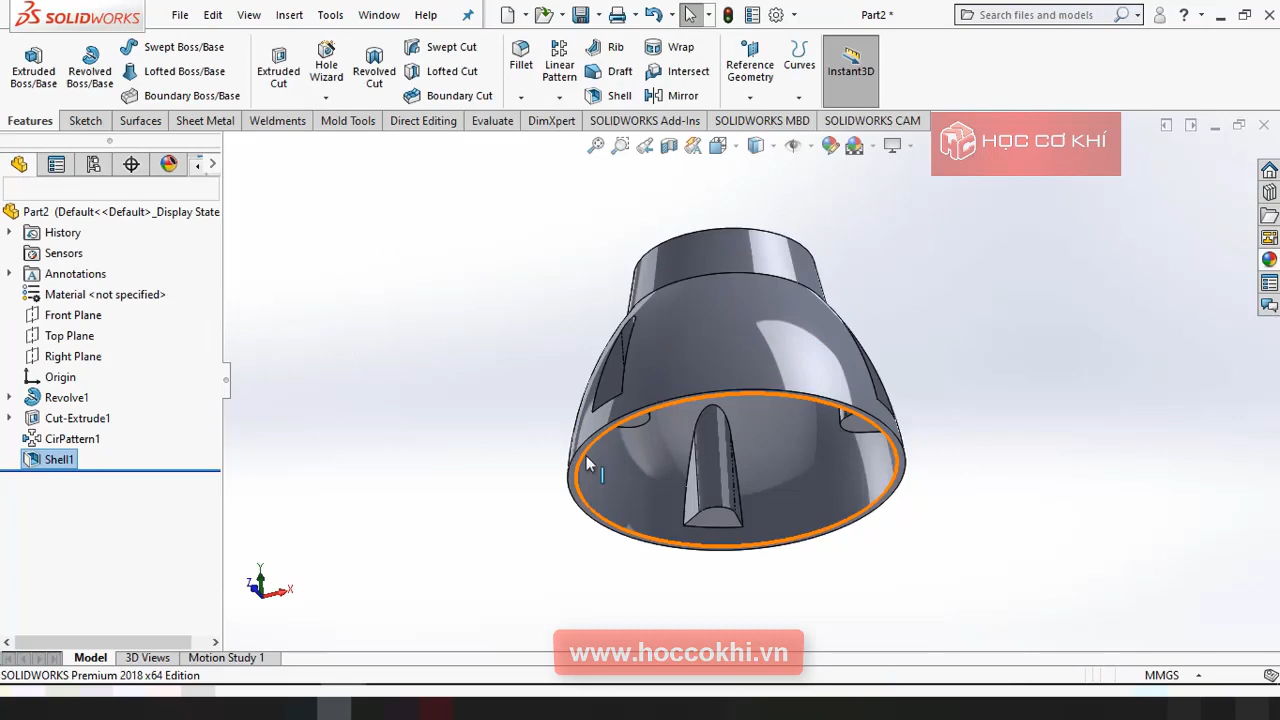 SOLIDWORKS File Edit View Insert Tools Window Help Part2 * Search files and models ?
Extruded Boss/Base Revolved Boss/Base Swept Boss/Base Lofted Boss/Base Boundary Boss/Base Extruded Cut Hole Wizard Revolved Cut Swept Cut Lofted Cut Boundary Cut Fillet Linear Pattern Rib Draft Shell Wrap Intersect Mirror Reference Geometry Curves Instant3D
Features Sketch Surfaces Sheet Metal Weldments Mold Tools Direct Editing Evaluate DimXpert SOLIDWORKS Add-Ins SOLIDWORKS MBD SOLIDWORKS CAM
HỌC CƠ KHÍ
Part2 (Default<<Default>_Display State
History
Sensors
Annotations
Material <not specified>
Front Plane
Top Plane
Right Plane
Origin
Revolve1
Cut-Extrude1
CirPattern1
Shell1
Y
Z X
www.hoccokhi.vn
Model 3D Views Motion Study 1
SOLIDWORKS Premium 2018 x64 Edition MMGS